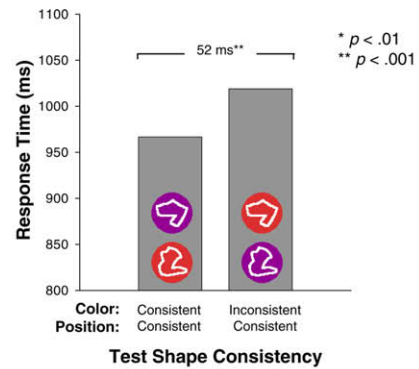 1100
1050
1000
950
900
850
800
Response Time (ms)
52 ms**
* p < .01
** p < .001
Color: Consistent Inconsistent
Position: Consistent Consistent
Test Shape Consistency